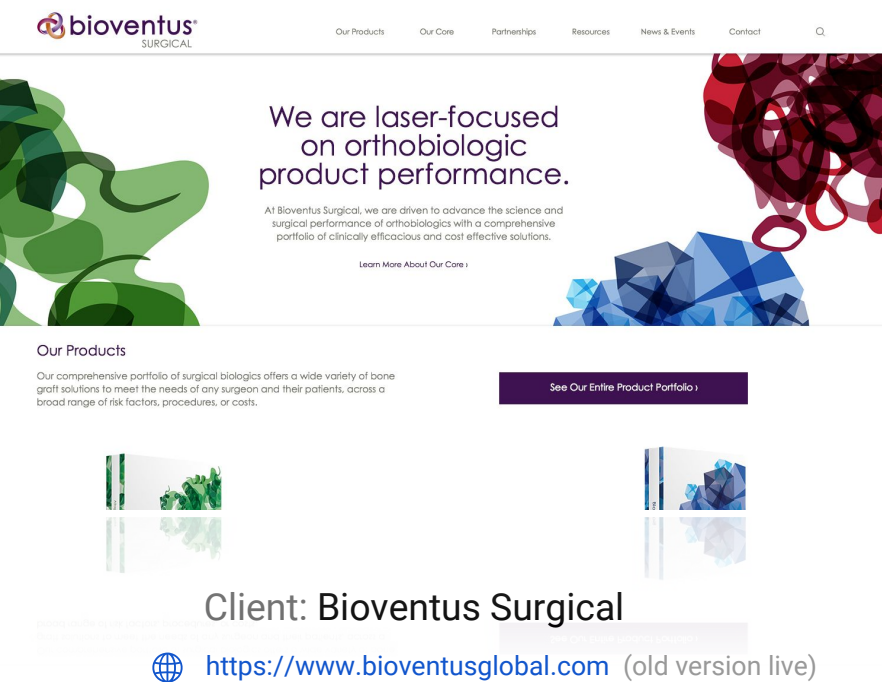 bioventus®
SURGICAL
Our Products
Our Core
Partnerships
Resources
News & Events
Contact
We are laser-focused
on orthobiologic
product performance.
At Bioventus Surgical, we are driven to advance the science and
surgical performance of orthobiologics with a comprehensive
portfolio of clinically efficacious and cost effective solutions.
Learn More About Our Core ›
Our Products
Our comprehensive portfolio of surgical biologics offers a wide variety of bone
graft solutions to meet the needs of any surgeon and their patients, across a
broad range of risk factors, procedures, or costs.
See Our Entire Product Portfolio ›
Client: Bioventus Surgical
https://www.bioventusglobal.com (old version live)